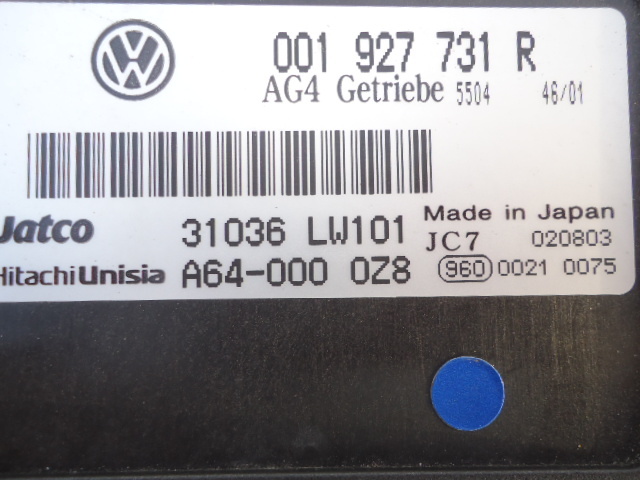 001 927 731 R
AG4 Getriebe 5504 46/01
Jatco 31036 LW101 Made in Japan
JC7 020803
HitachiUnisia A64-000 0Z8 960 0021 0075